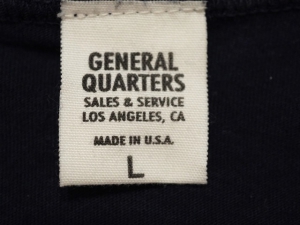 GENERAL
QUARTERS
SALES & SERVICE
LOS ANGELES, CA
MADE IN U.S.A.
L